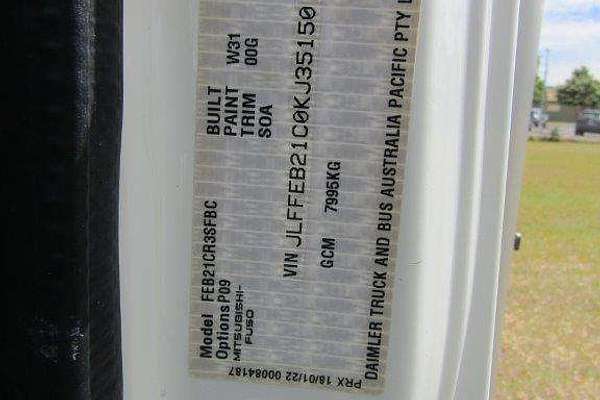 Model FEB21CR3SFBC
Options P09
MITSUBISHI-
FUSO
BUILT
PAINT W31
TRIM 00G
SOA
VIN JLFFEB21C0KJ35150
GCM 7995KG
DAIMLER TRUCK AND BUS AUSTRALIA PACIFIC PTY L
PRX 18/01/22 00084187